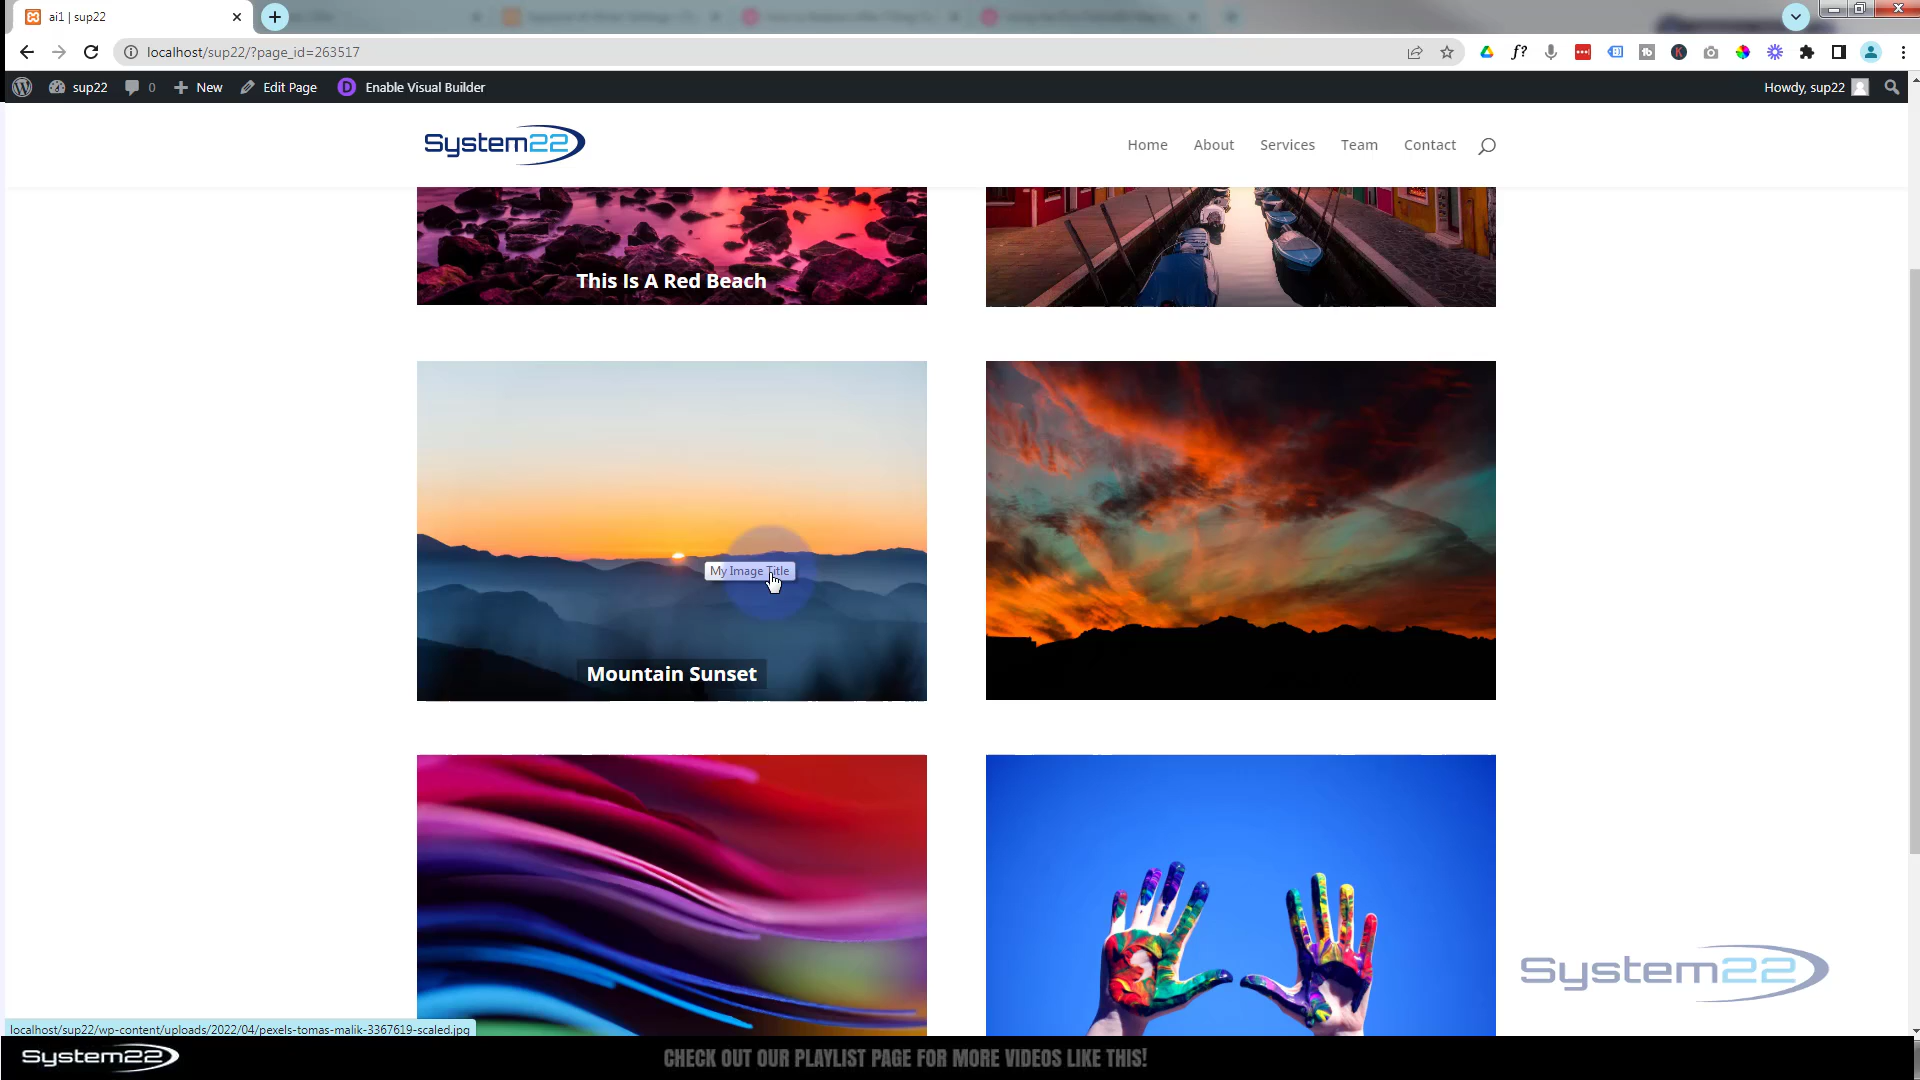 ai1 | sup22
localhost/sup22/?page_id=263517
sup22 0 New Edit Page D Enable Visual Builder Howdy, sup22
System22 Home About Services Team Contact
This Is A Red Beach
My Image Title
Mountain Sunset
System22
localhost/sup22/wp-content/uploads/2022/04/pexels-tomas-malik-3367619-scaled.jpg
System22 CHECK OUT OUR PLAYLIST PAGE FOR MORE VIDEOS LIKE THIS!